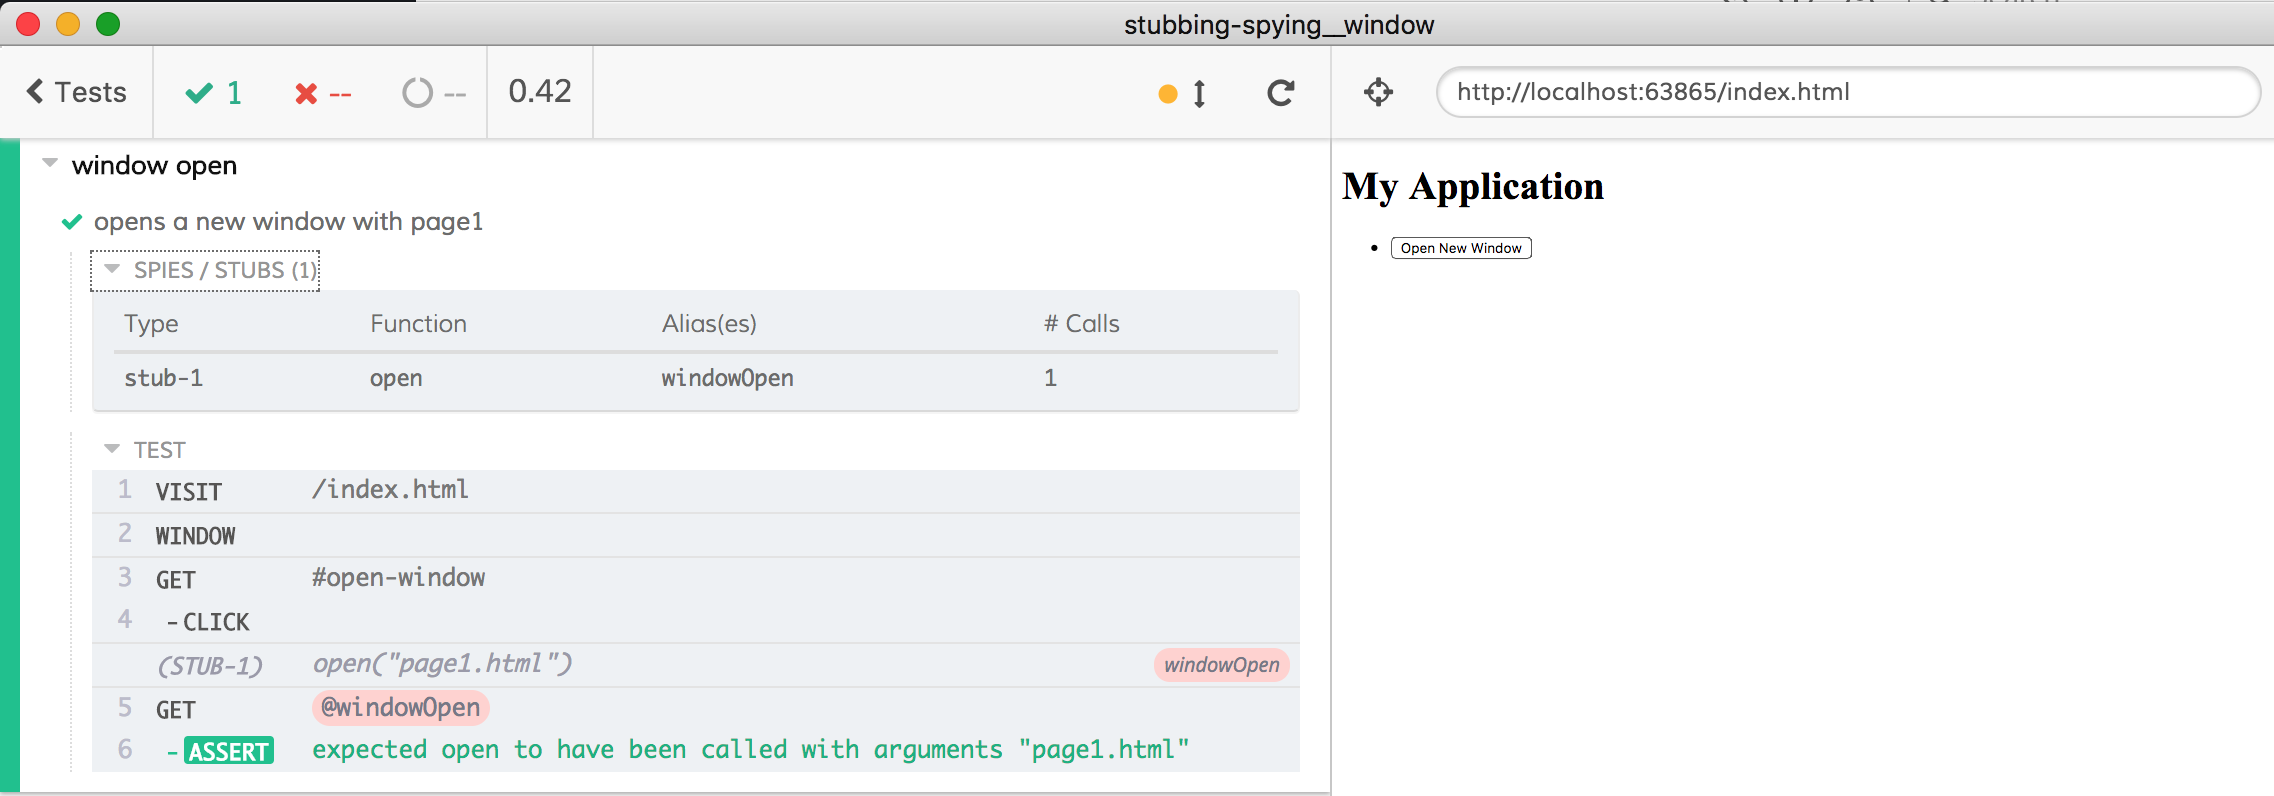 stubbing-spying__window
Tests 1 -- -- 0.42
http://localhost:63865/index.html
window open
opens a new window with page1
SPIES / STUBS (1)
Type Function Alias(es) # Calls
stub-1 open windowOpen 1
TEST
1 VISIT /index.html
2 WINDOW
3 GET #open-window
4 -CLICK
(STUB-1) open("page1.html") windowOpen
5 GET @windowOpen
6 -ASSERT expected open to have been called with arguments "page1.html"
My Application
Open New Window